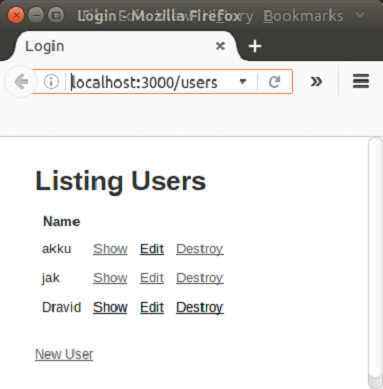 Login - Mozilla Firefox Bookmarks
Login
localhost:3000/users
Listing Users
Name
akku Show Edit Destroy
jak Show Edit Destroy
Dravid Show Edit Destroy
New User